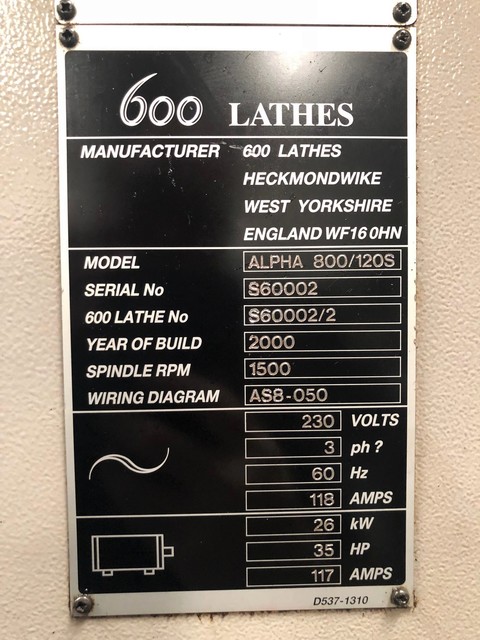 600 LATHES
MANUFACTURER 600 LATHES
HECKMONDWIKE
WEST YORKSHIRE
ENGLAND WF16 0HN
MODEL ALPHA 800/120S
SERIAL No S60002
600 LATHE No S60002/2
YEAR OF BUILD 2000
SPINDLE RPM 1500
WIRING DIAGRAM AS8-050
230 VOLTS
3 ph ?
60 Hz
118 AMPS
26 kW
35 HP
117 AMPS
D537-1310